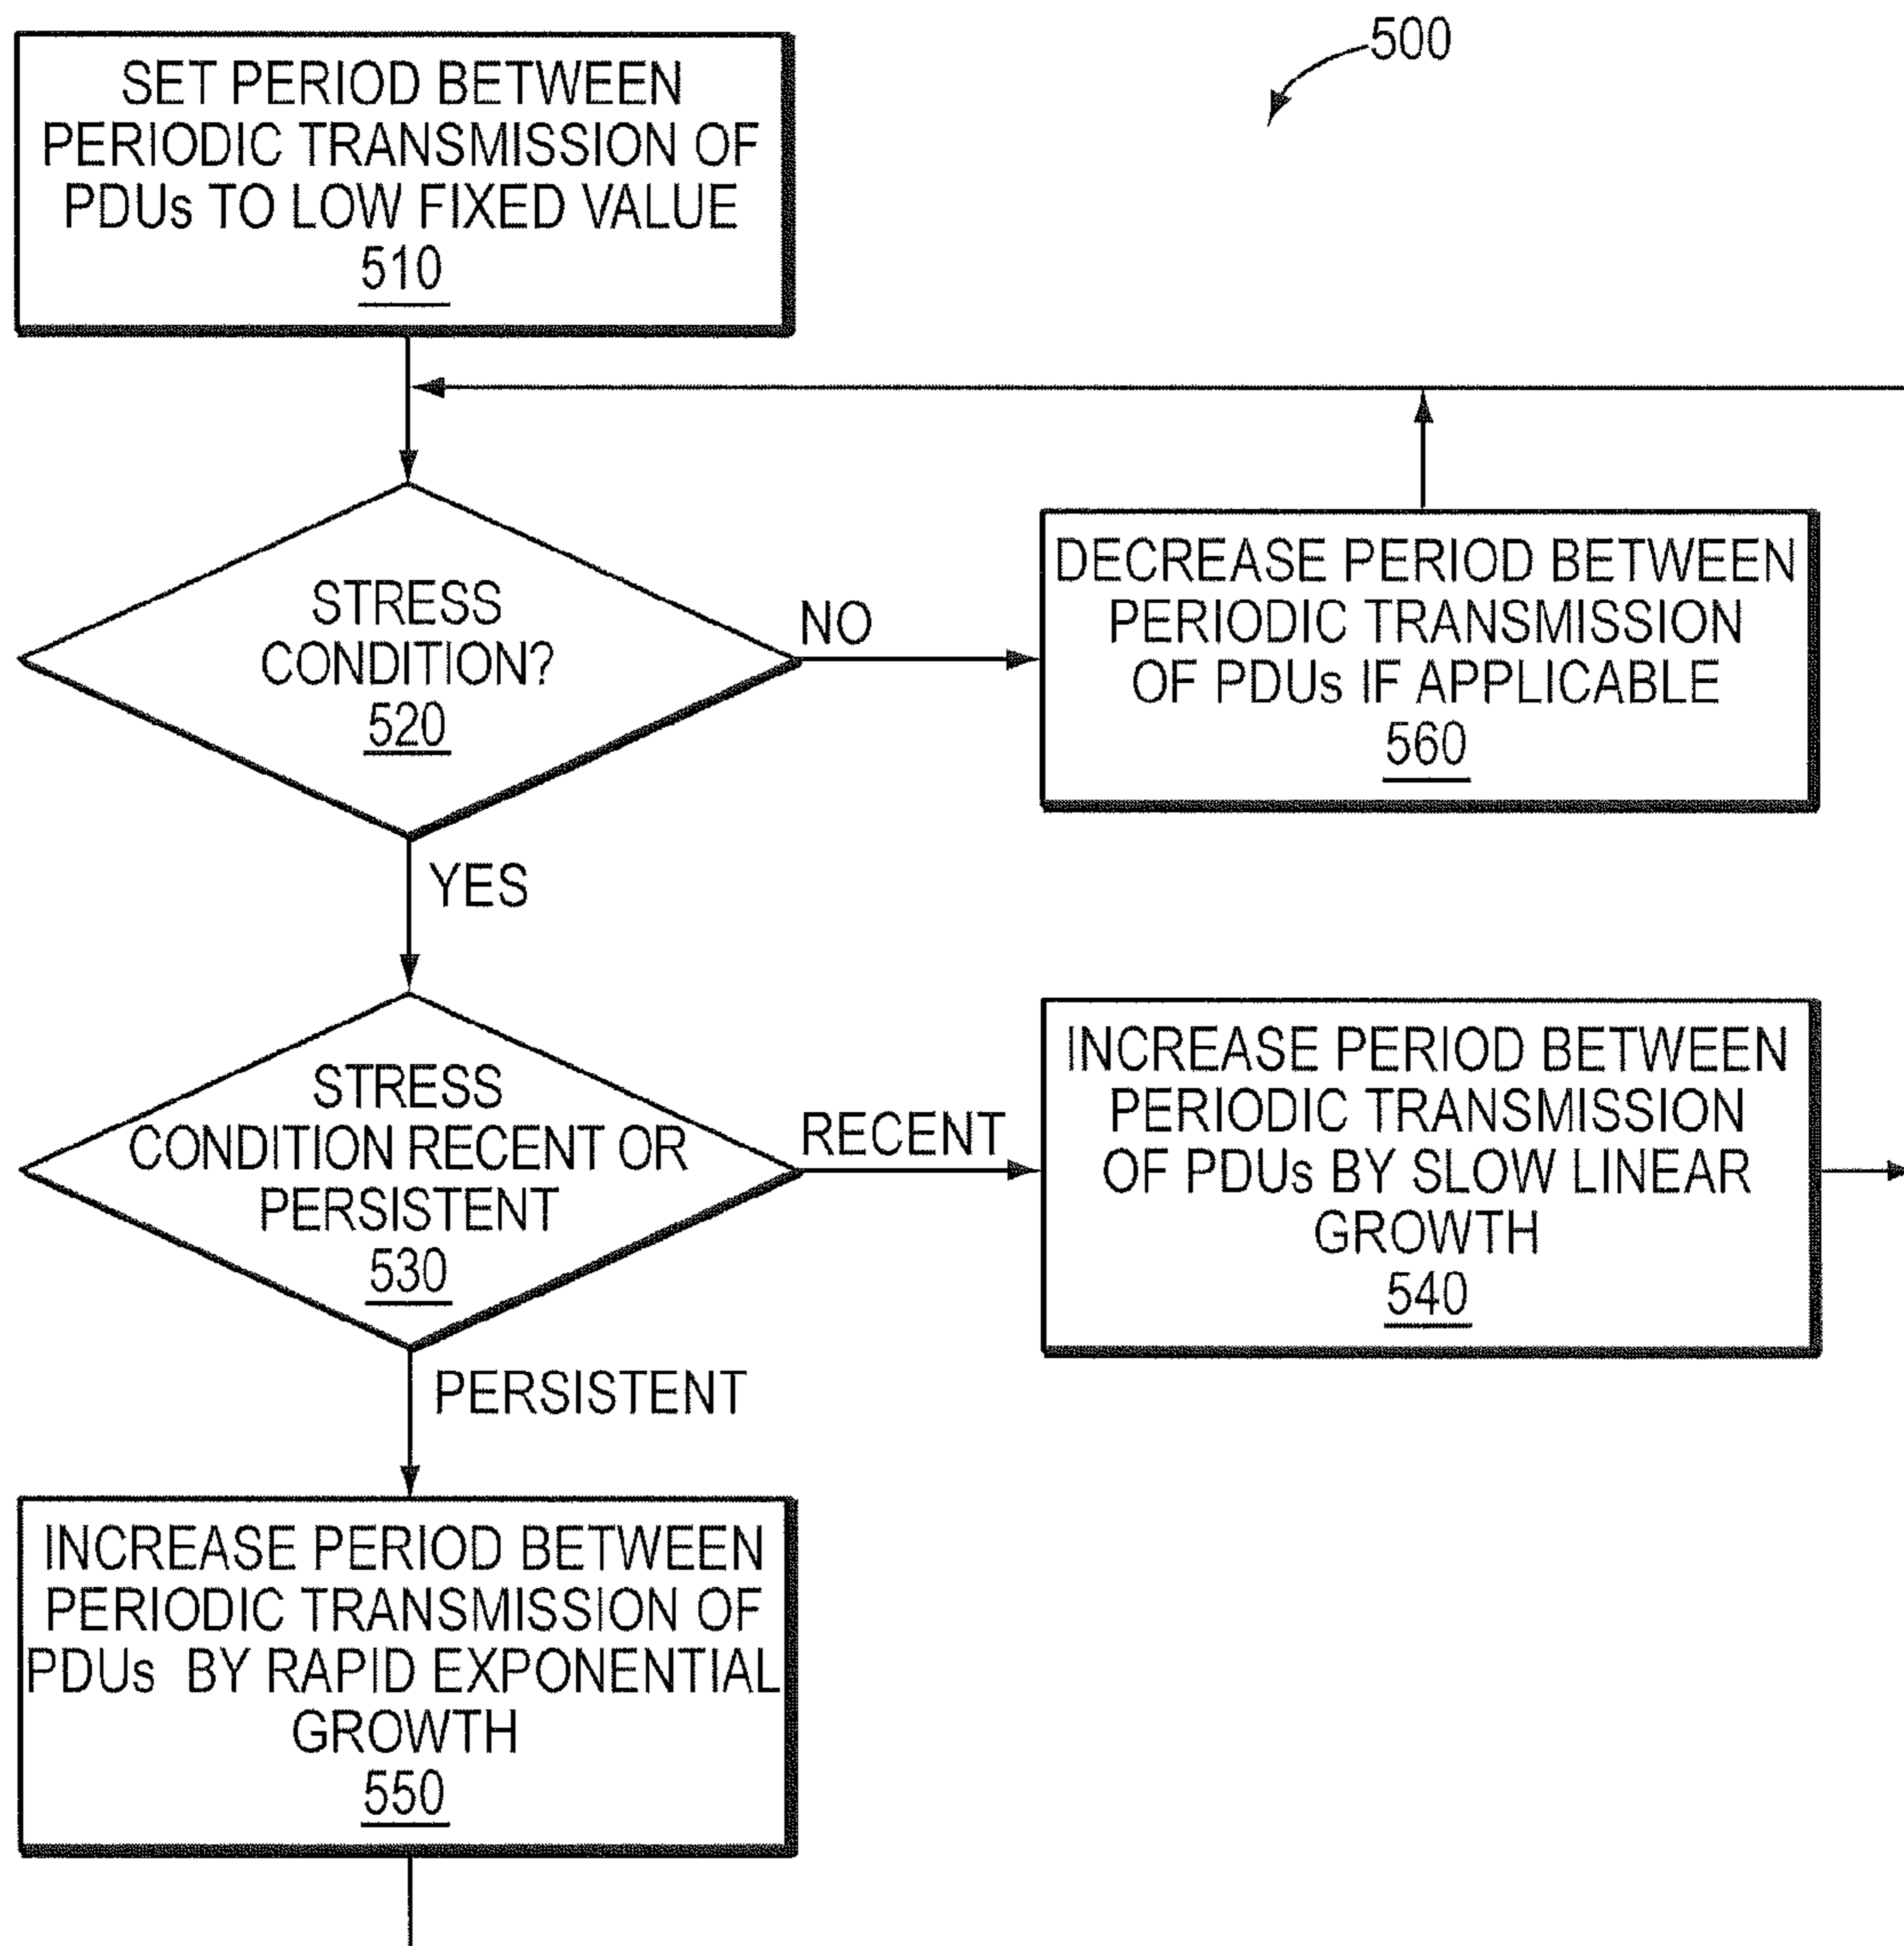 500
SET PERIOD BETWEEN
PERIODIC TRANSMISSION OF
PDUs TO LOW FIXED VALUE
510
STRESS
CONDITION?
520
NO
DECREASE PERIOD BETWEEN
PERIODIC TRANSMISSION
OF PDUs IF APPLICABLE
560
YES
STRESS
CONDITION RECENT OR
PERSISTENT
530
RECENT
INCREASE PERIOD BETWEEN
PERIODIC TRANSMISSION
OF PDUs BY SLOW LINEAR
GROWTH
540
PERSISTENT
INCREASE PERIOD BETWEEN
PERIODIC TRANSMISSION OF
PDUs BY RAPID EXPONENTIAL
GROWTH
550